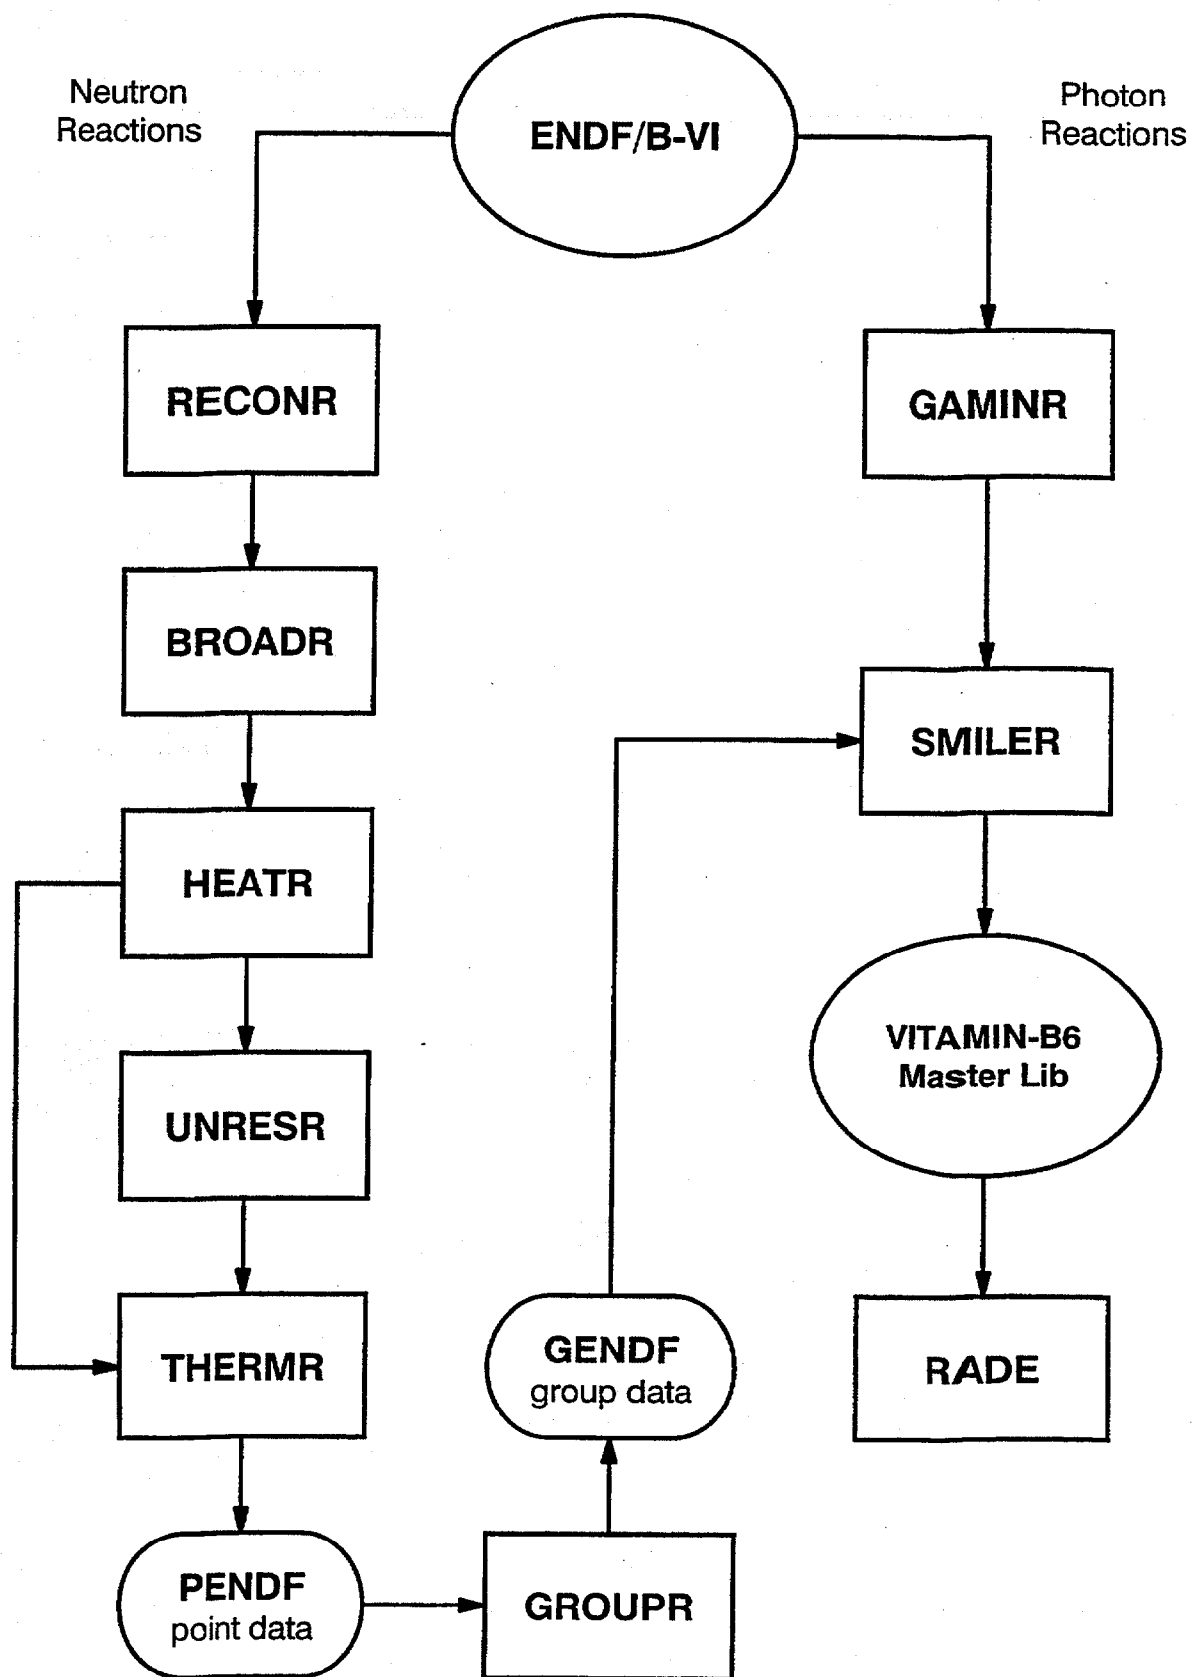 Neutron
Reactions
ENDF/B-VI
Photon
Reactions
RECONR
GAMINR
BROADR
SMILER
HEATR
VITAMIN-B6
Master Lib
UNRESR
THERMR
GENDF
group data
RADE
PENDF
point data
GROUPR